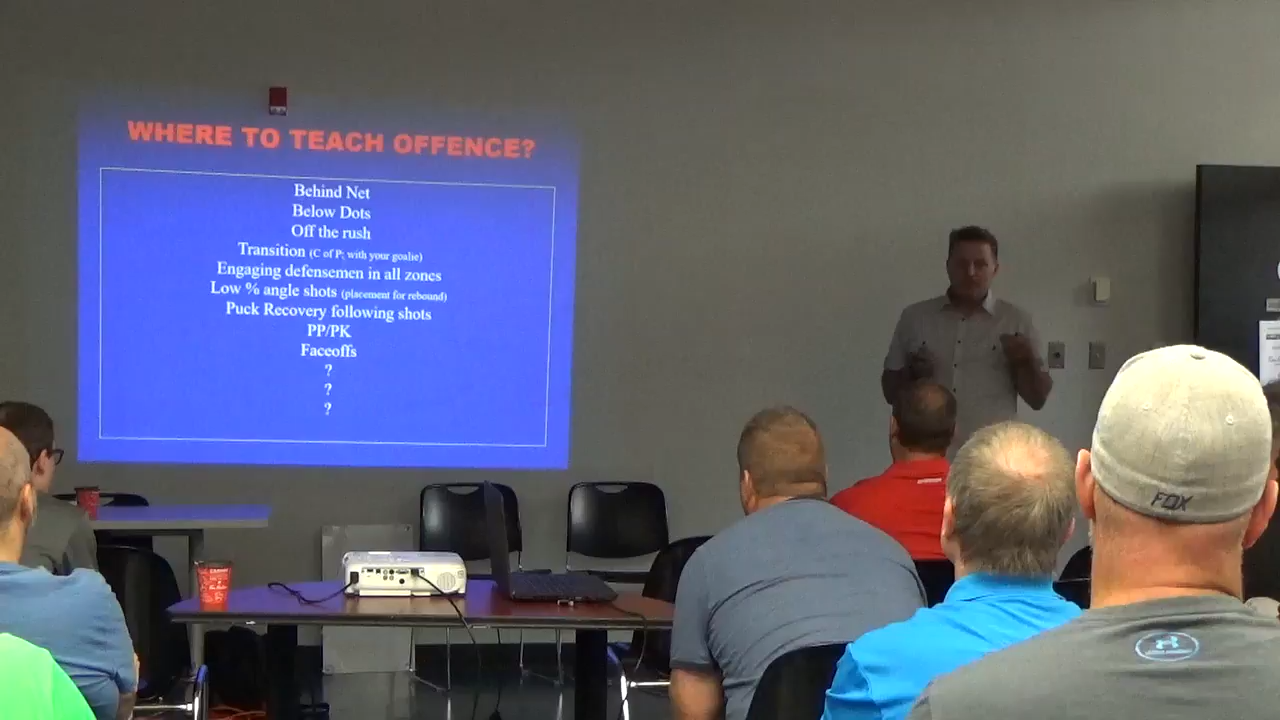 WHERE TO TEACH OFFENCE?
Behind Net
Below Dots
Off the rush
Transition (C of P; with your goalie)
Engaging defensemen in all zones
Low % angle shots (placement for rebound)
Puck Recovery following shots
PP/PK
Faceoffs
?
?
?
FOX